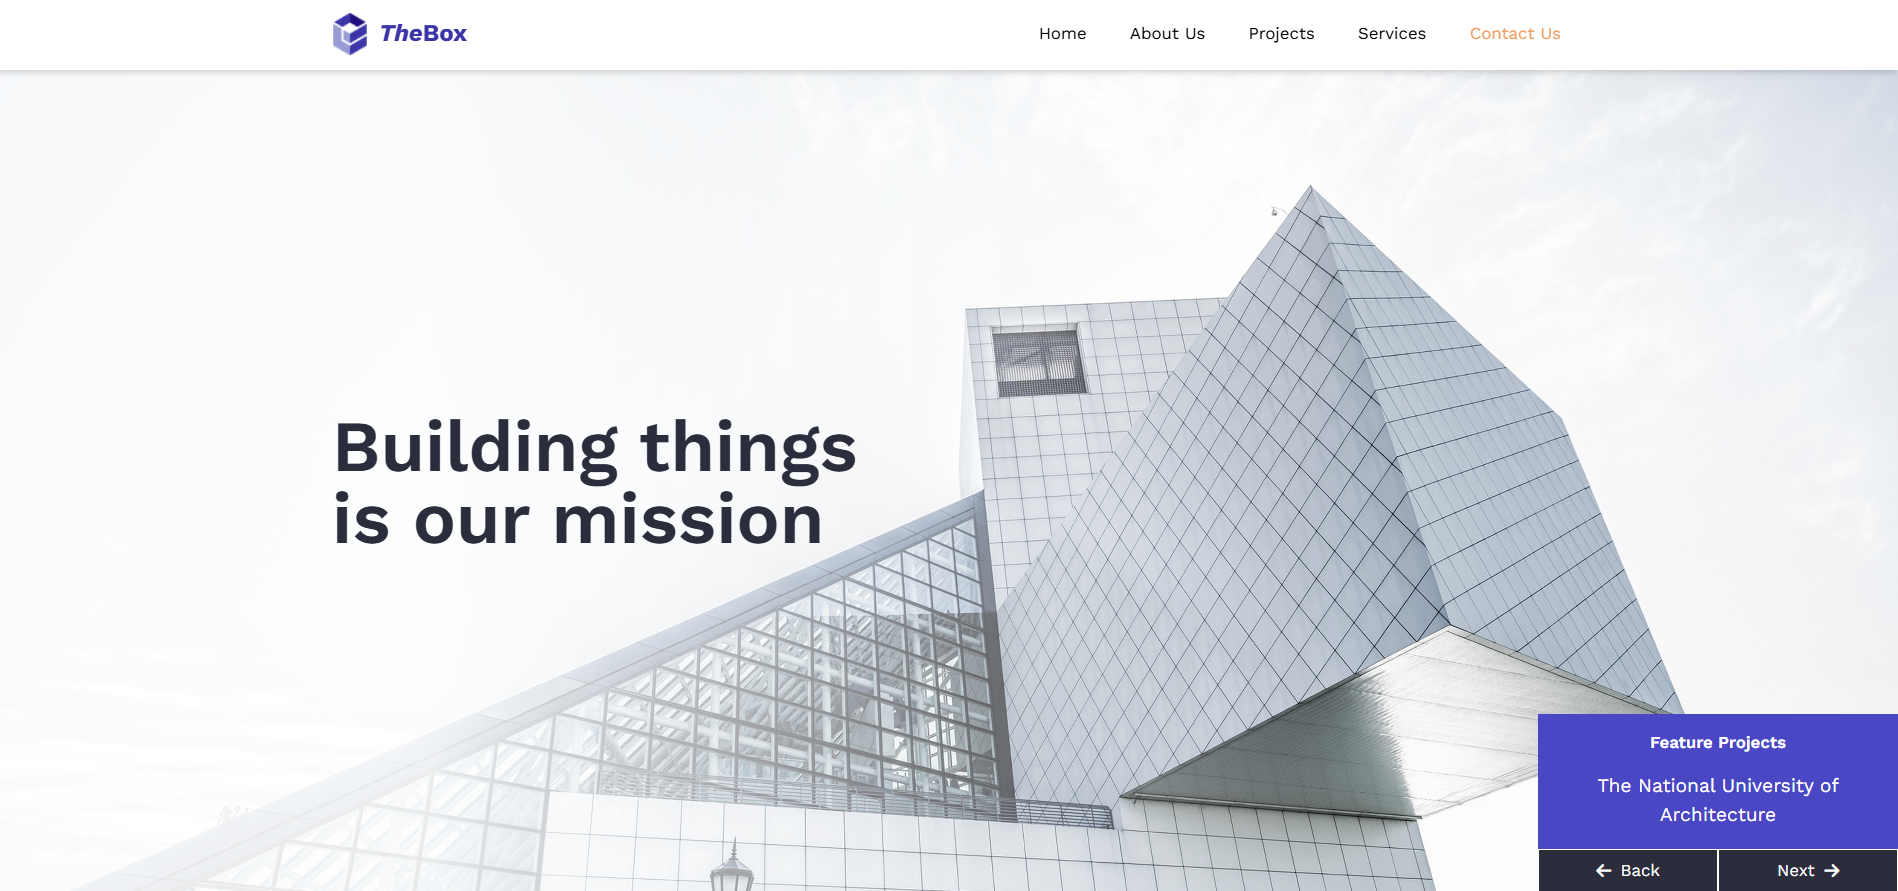 TheBox
Home About Us Projects Services Contact Us
Building things
is our mission
Feature Projects
The National University of
Architecture
Back Next